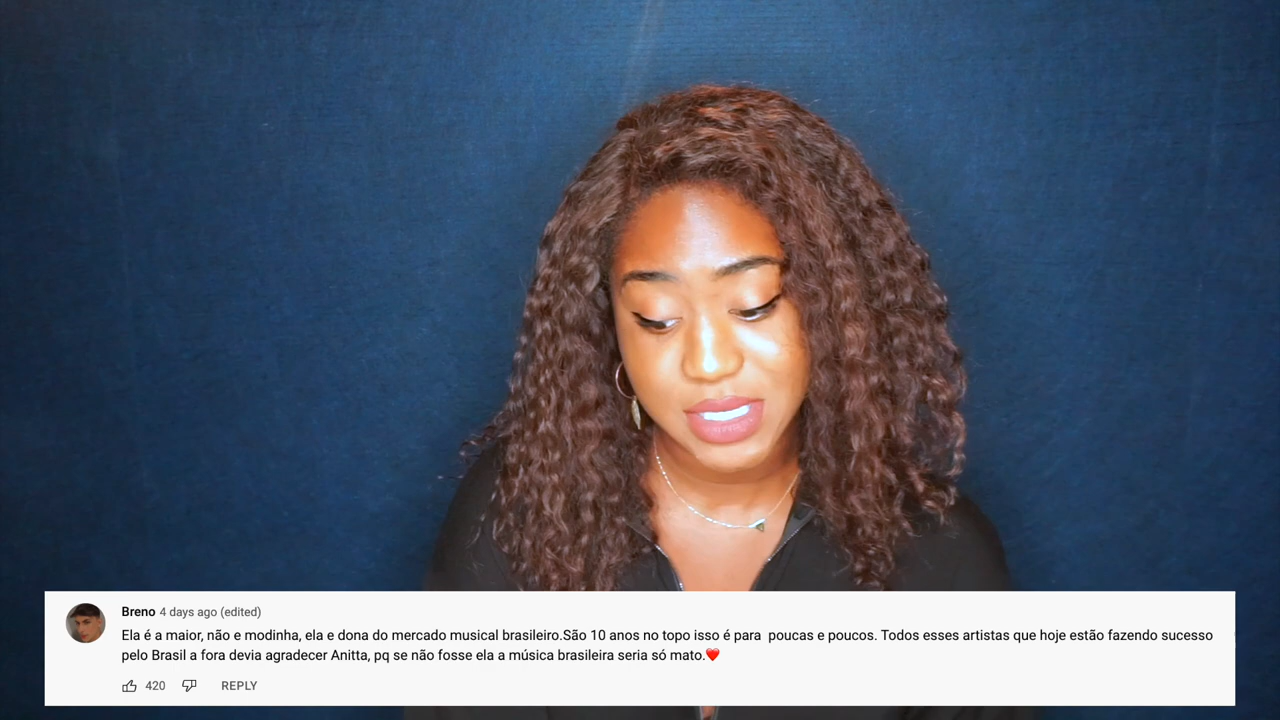 Breno 4 days ago (edited)
Ela é a maior, não e modinha, ela e dona do mercado musical brasileiro.São 10 anos no topo isso é para  poucas e poucos. Todos esses artistas que hoje estão fazendo sucesso
pelo Brasil a fora devia agradecer Anitta, pq se não fosse ela a música brasileira seria só mato.❤️
420 REPLY